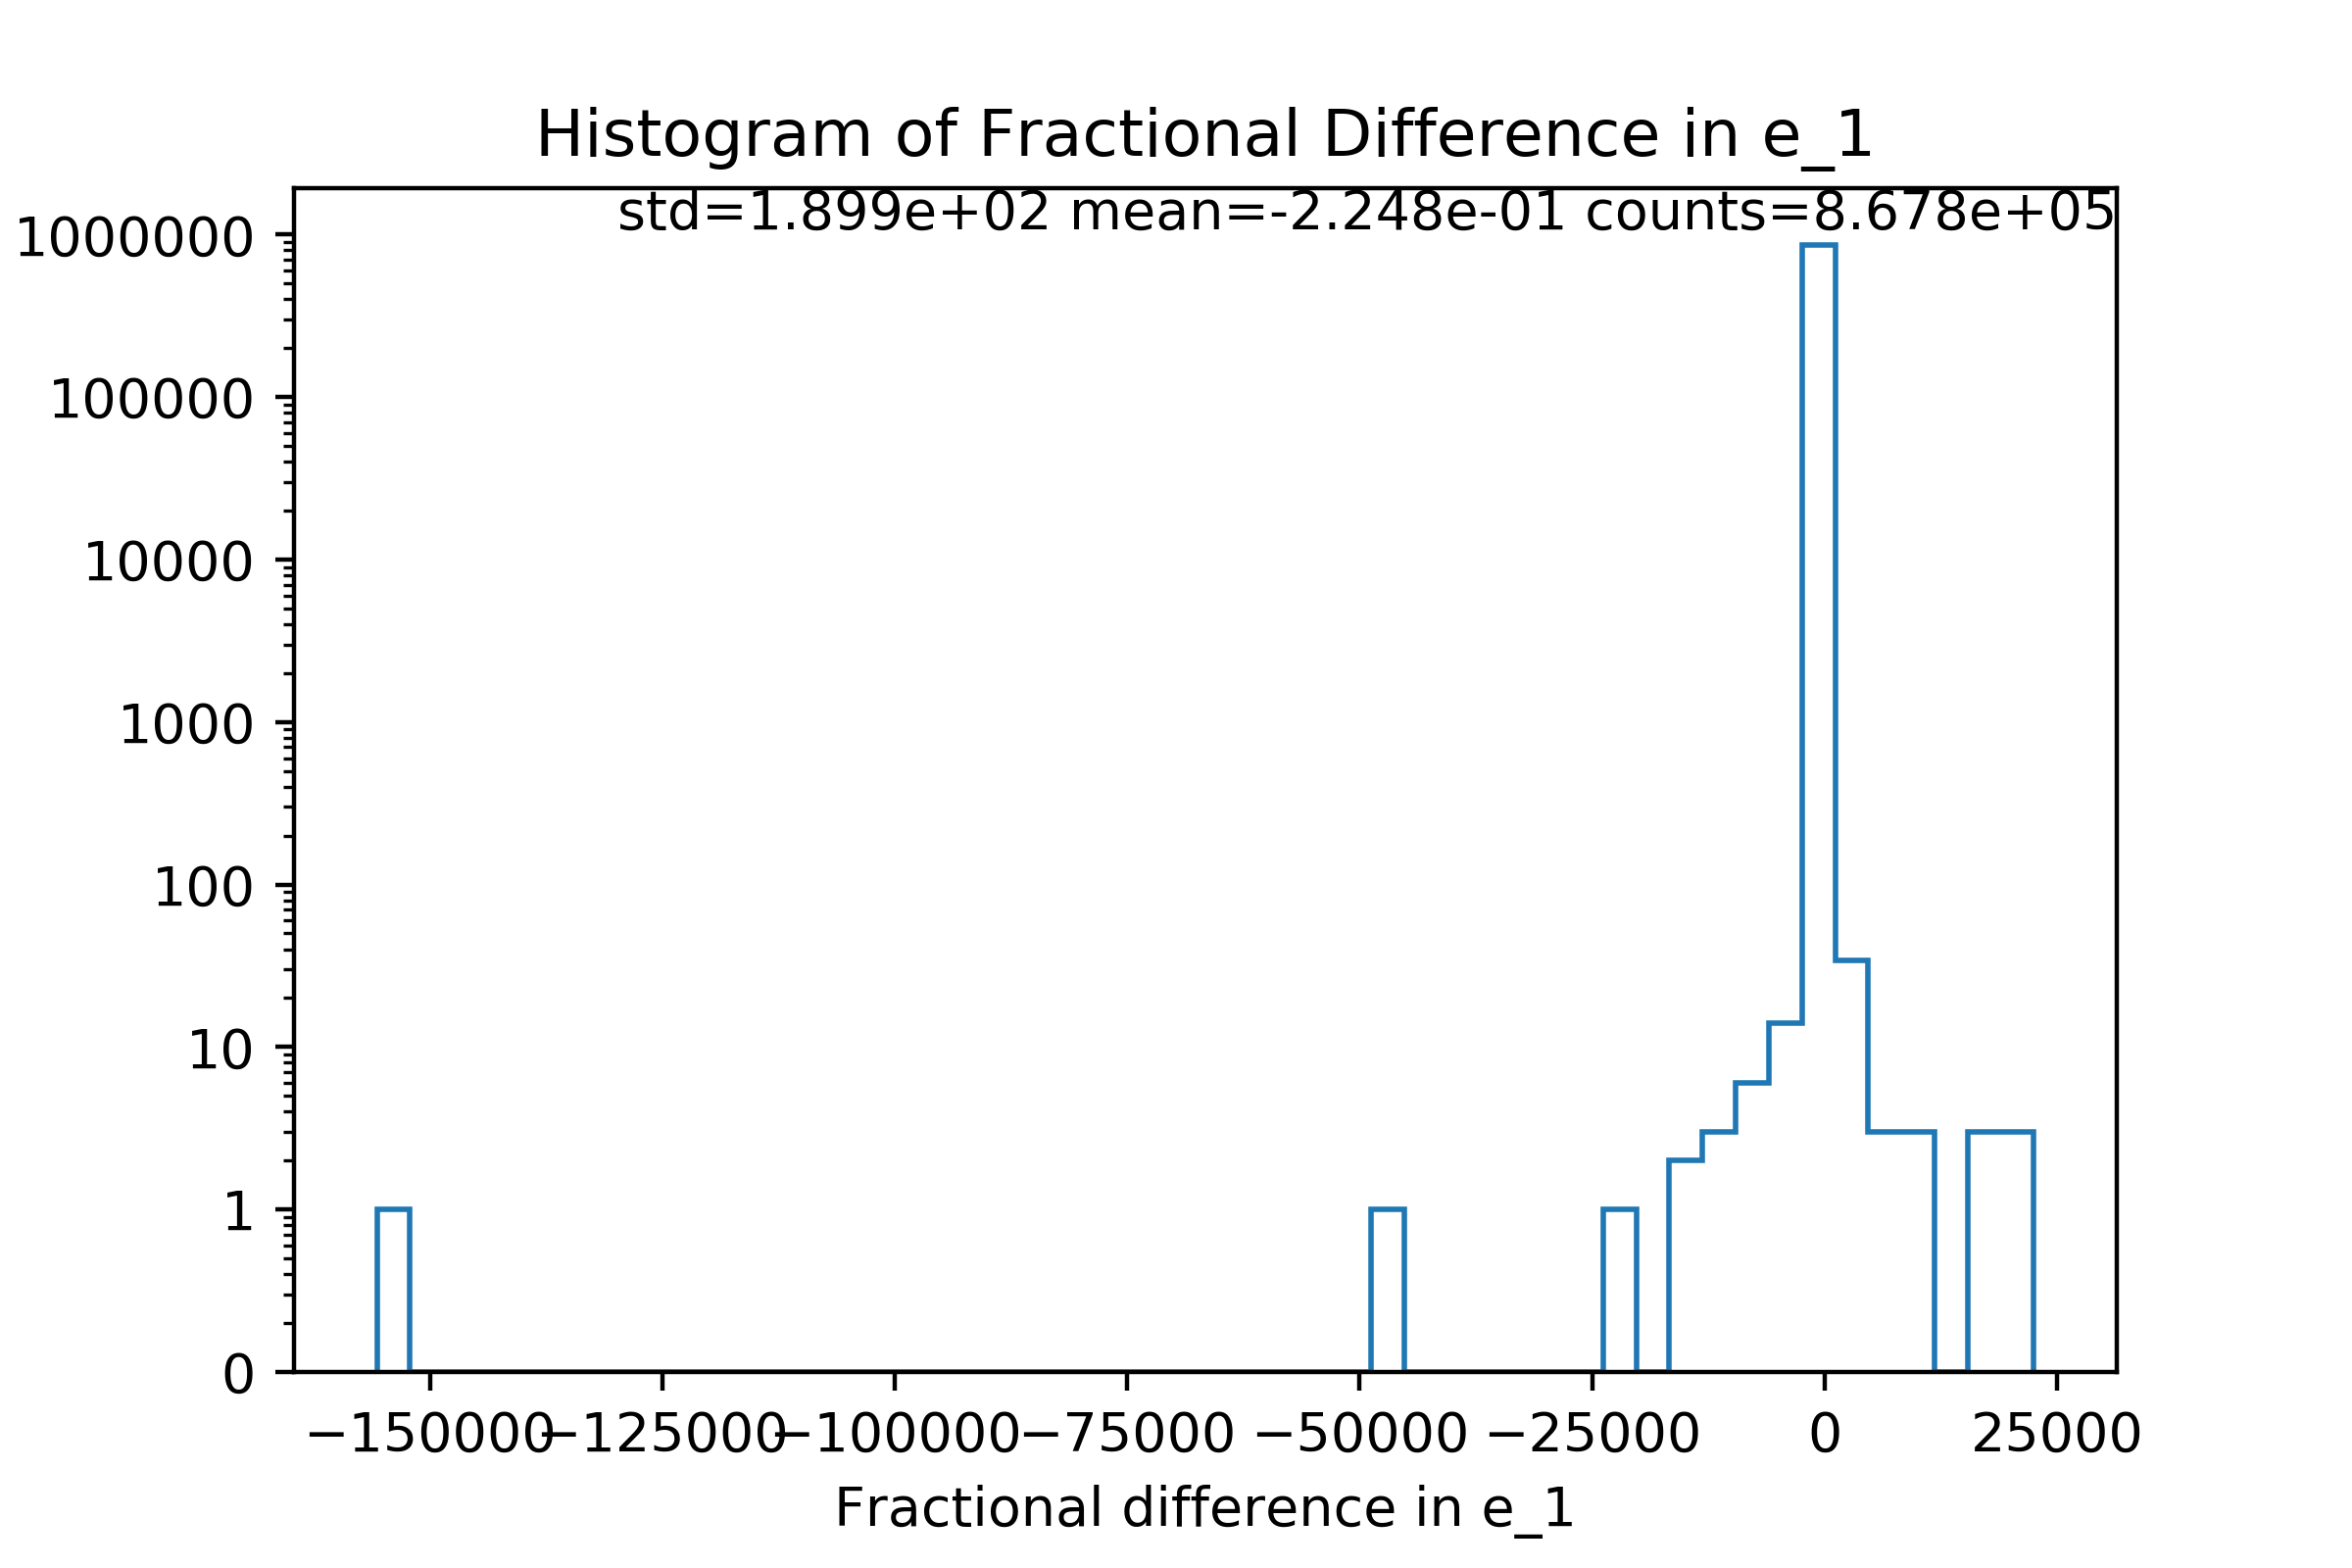 Histogram of Fractional Difference in e_1
std=1.899e+02 mean=-2.248e-01 counts=8.678e+05
1000000
100000
10000
1000
100
10
1
0
−150000 −125000 −100000 −75000 −50000 −25000 0 25000
Fractional difference in e_1